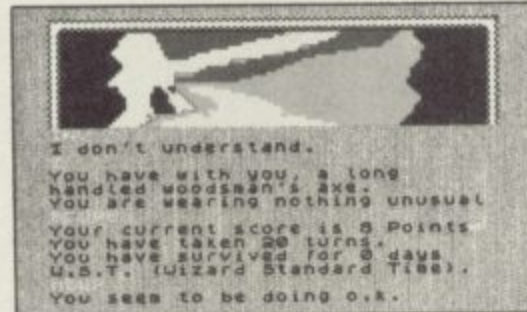 I don't understand.
You have with you, a long
handled woodsman's axe.
You are wearing nothing unusual
Your current score is 8 Points
You have taken 20 turns.
You have survived for 0 days
W.S.T. (Wizard Standard Time).
You seem to be doing o.k.